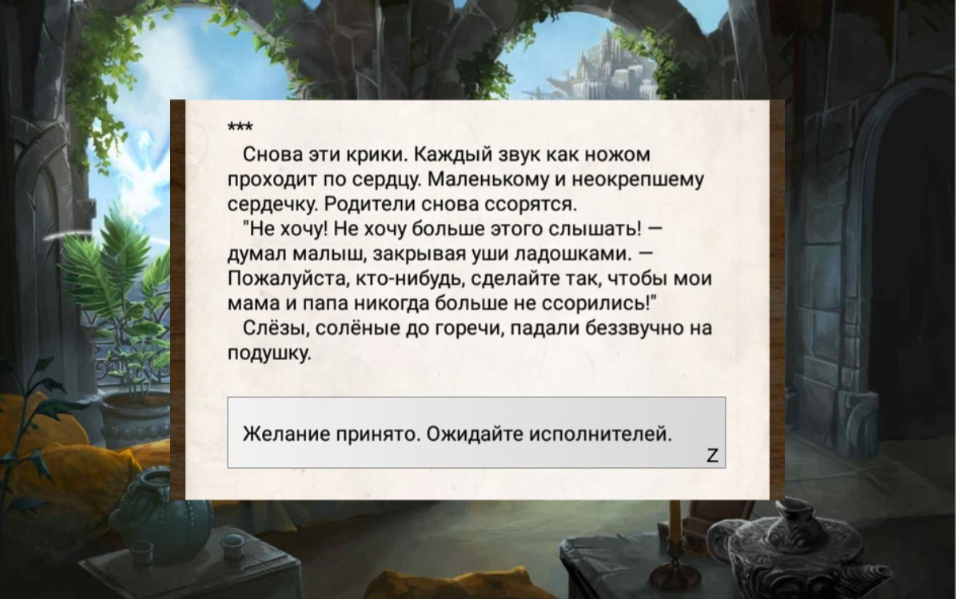 ***
Снова эти крики. Каждый звук как ножом
проходит по сердцу. Маленькому и неокрепшему
сердечку. Родители снова ссорятся.
"Не хочу! Не хочу больше этого слышать! —
думал малыш, закрывая уши ладошками. —
Пожалуйста, кто-нибудь, сделайте так, чтобы мои
мама и папа никогда больше не ссорились!"
Слёзы, солёные до горечи, падали беззвучно на
подушку.
Желание принято. Ожидайте исполнителей.
Z